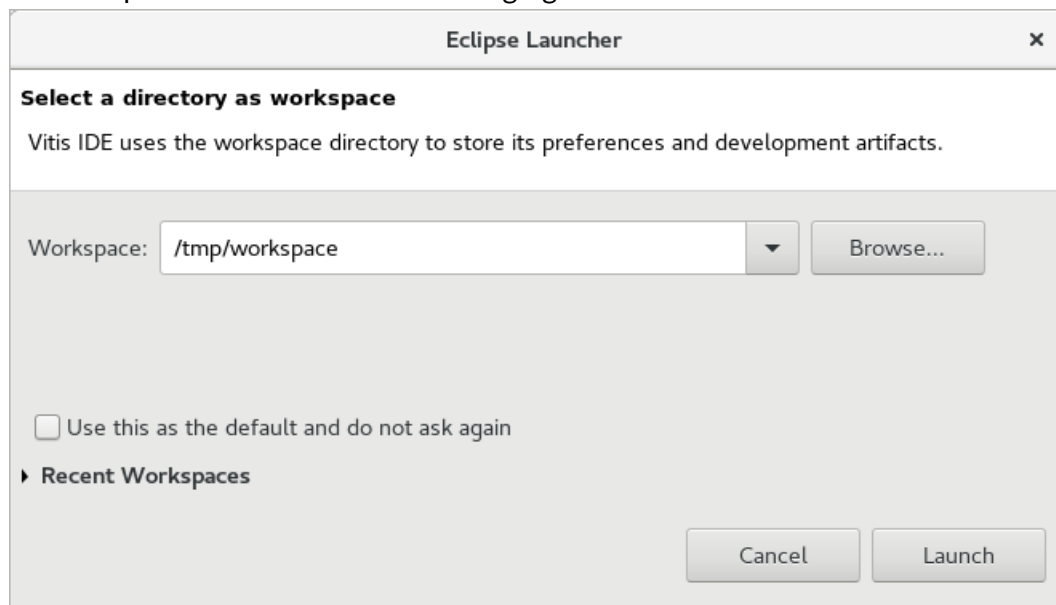 Eclipse Launcher
Select a directory as workspace
Vitis IDE uses the workspace directory to store its preferences and development artifacts.
Workspace: /tmp/workspace Browse...
Use this as the default and do not ask again
Recent Workspaces
Cancel Launch